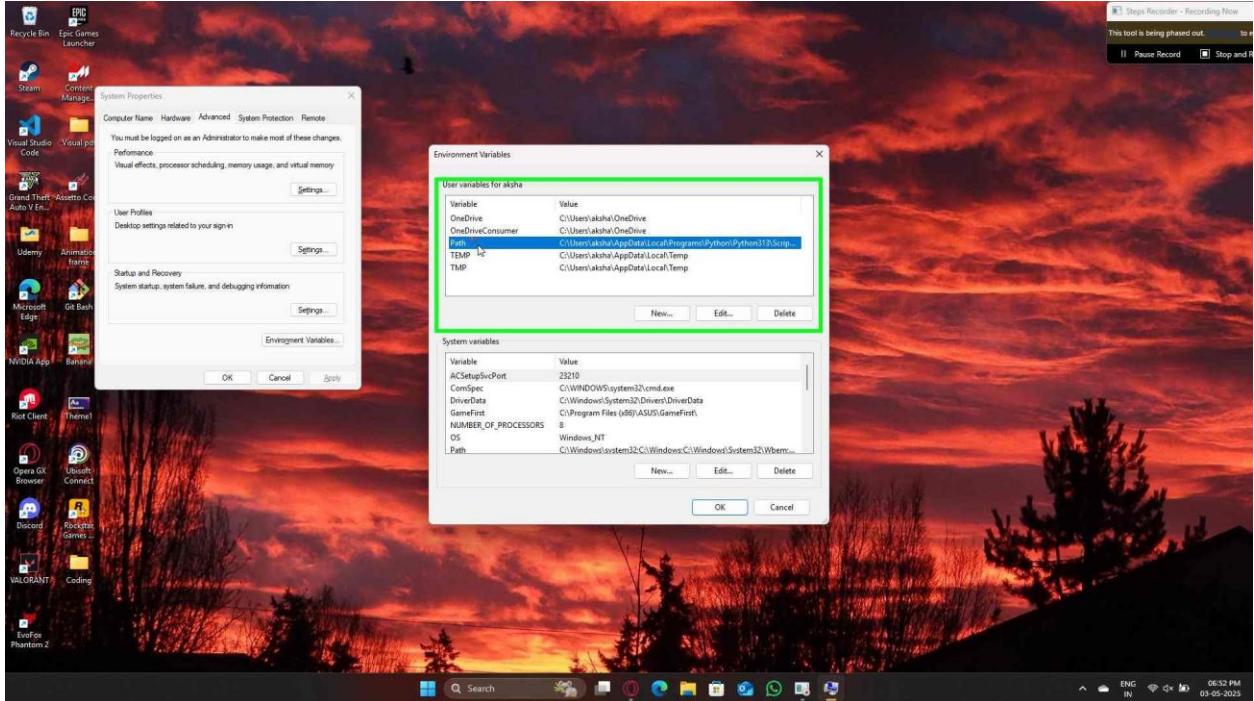 Recycle Bin
Epic Games
Launcher
Steam
Content
Manage...
Visual Studio
Code
Visual pd
Grand Theft
Auto V En...
Assetto Co
Udemy
Animation
frame
Microsoft
Edge
Git Bash
NVIDIA App
Banana
Riot Client
Theme1
Opera GX
Browser
Ubisoft
Connect
Discord
Rockstar
Games ...
VALORANT
Coding
EvoFox
Phantom 2
System Properties
Computer Name Hardware Advanced System Protection Remote
You must be logged on as an Administrator to make most of these changes.
Performance
Visual effects, processor scheduling, memory usage, and virtual memory
Settings...
User Profiles
Desktop settings related to your sign-in
Settings...
Startup and Recovery
System startup, system failure, and debugging information
Settings...
Environment Variables...
OK Cancel Apply
Environment Variables
User variables for aksha
Variable Value
OneDrive C:\Users\aksha\OneDrive
OneDriveConsumer C:\Users\aksha\OneDrive
Path C:\Users\aksha\AppData\Local\Programs\Python\Python313\Scrip...
TEMP C:\Users\aksha\AppData\Local\Temp
TMP C:\Users\aksha\AppData\Local\Temp
New... Edit... Delete
System variables
Variable Value
ACSetupSvcPort 23210
ComSpec C:\WINDOWS\system32\cmd.exe
DriverData C:\Windows\System32\Drivers\DriverData
GameFirst C:\Program Files (x86)\ASUS\GameFirst\
NUMBER_OF_PROCESSORS 8
OS Windows_NT
Path C:\Windows\system32;C:\Windows;C:\Windows\System32\Wbem;...
New... Edit... Delete
OK Cancel
Steps Recorder - Recording Now
This tool is being phased out. to e
Pause Record Stop and R
Search
ENG
IN
06:52 PM
03-05-2025